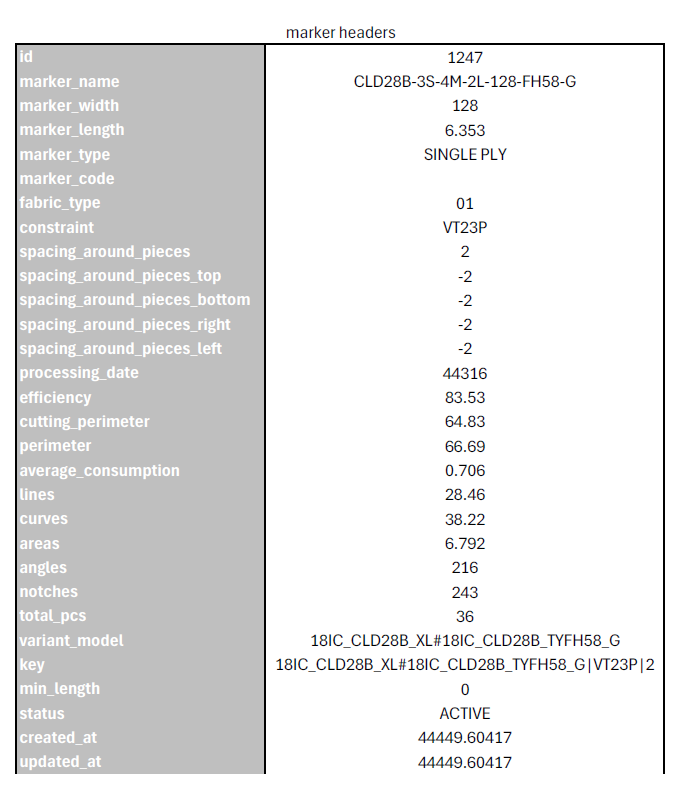 marker headers
id 1247
marker_name CLD28B-3S-4M-2L-128-FH58-G
marker_width 128
marker_length 6.353
marker_type SINGLE PLY
marker_code
fabric_type 01
constraint VT23P
spacing_around_pieces 2
spacing_around_pieces_top -2
spacing_around_pieces_bottom -2
spacing_around_pieces_right -2
spacing_around_pieces_left -2
processing_date 44316
efficiency 83.53
cutting_perimeter 64.83
perimeter 66.69
average_consumption 0.706
lines 28.46
curves 38.22
areas 6.792
angles 216
notches 243
total_pcs 36
variant_model 18IC_CLD28B_XL#18IC_CLD28B_TYFH58_G
key 18IC_CLD28B_XL#18IC_CLD28B_TYFH58_G|VT23P|2
min_length 0
status ACTIVE
created_at 44449.60417
updated_at 44449.60417